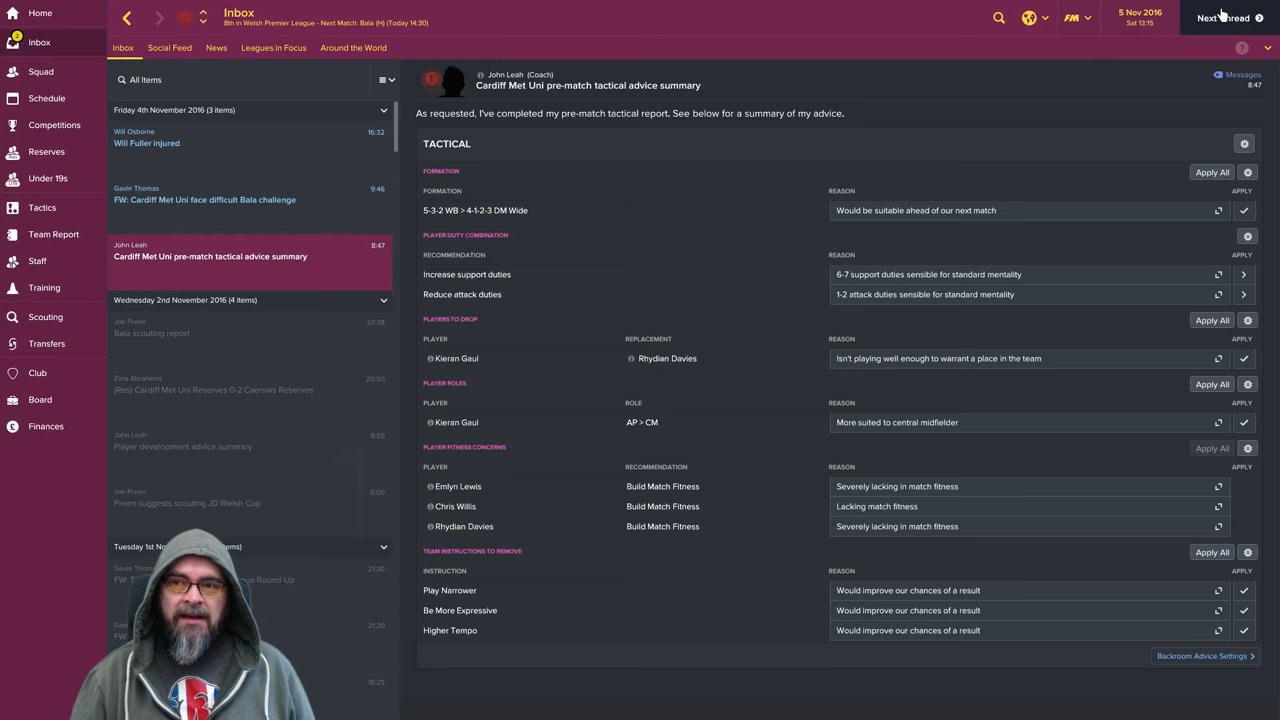 Home
2
Inbox
Squad
Schedule
Competitions
Reserves
Under 19s
Tactics
Team Report
Staff
Training
Scouting
Transfers
Club
Board
Finances
Inbox
8th in Welsh Premier League - Next Match: Bala (H) (Today 14:30)
FM
5 Nov 2016
Sat 13:15
Inbox
Social Feed
News
Leagues in Focus
Around the World
All Items
Friday 4th November 2016 (3 items)
Will Osborne 16:32
Will Fuller injured
Gavin Thomas 9:46
FW: Cardiff Met Uni face difficult Bala challenge
John Leah 8:47
Cardiff Met Uni pre-match tactical advice summary
Wednesday 2nd November 2016 (4 items)
Joe Preen 23:38
Bala scouting report
Zacs Abrahams 20:50
(Res) Cardiff Met Uni Reserves 0-2 Caersws Reserves
John Leah 8:55
Player development advice summary
Joe Preen 0:00
Preen suggests scouting JD Welsh Cup
Tuesday 1st
21:30
Round-Up
21:20
18:25
John Leah (Coach)
Cardiff Met Uni pre-match tactical advice summary
Messages
8:47
As requested, I've completed my pre-match tactical report. See below for a summary of my advice.
TACTICAL
FORMATION Apply All
FORMATION REASON APPLY
5-3-2 WB > 4-1-2-3 DM Wide Would be suitable ahead of our next match
PLAYER DUTY COMBINATION
RECOMMENDATION REASON APPLY
Increase support duties 6-7 support duties sensible for standard mentality
Reduce attack duties 1-2 attack duties sensible for standard mentality
PLAYERS TO DROP Apply All
PLAYER REPLACEMENT REASON APPLY
Kieran Gaul Rhydian Davies Isn't playing well enough to warrant a place in the team
PLAYER ROLES Apply All
PLAYER ROLE REASON APPLY
Kieran Gaul AP > CM More suited to central midfielder
PLAYER FITNESS CONCERNS Apply All
PLAYER RECOMMENDATION REASON APPLY
Emlyn Lewis Build Match Fitness Severely lacking in match fitness
Chris Willis Build Match Fitness Lacking match fitness
Rhydian Davies Build Match Fitness Severely lacking in match fitness
TEAM INSTRUCTIONS TO REMOVE Apply All
INSTRUCTION REASON APPLY
Play Narrower Would improve our chances of a result
Be More Expressive Would improve our chances of a result
Higher Tempo Would improve our chances of a result
Backroom Advice Settings